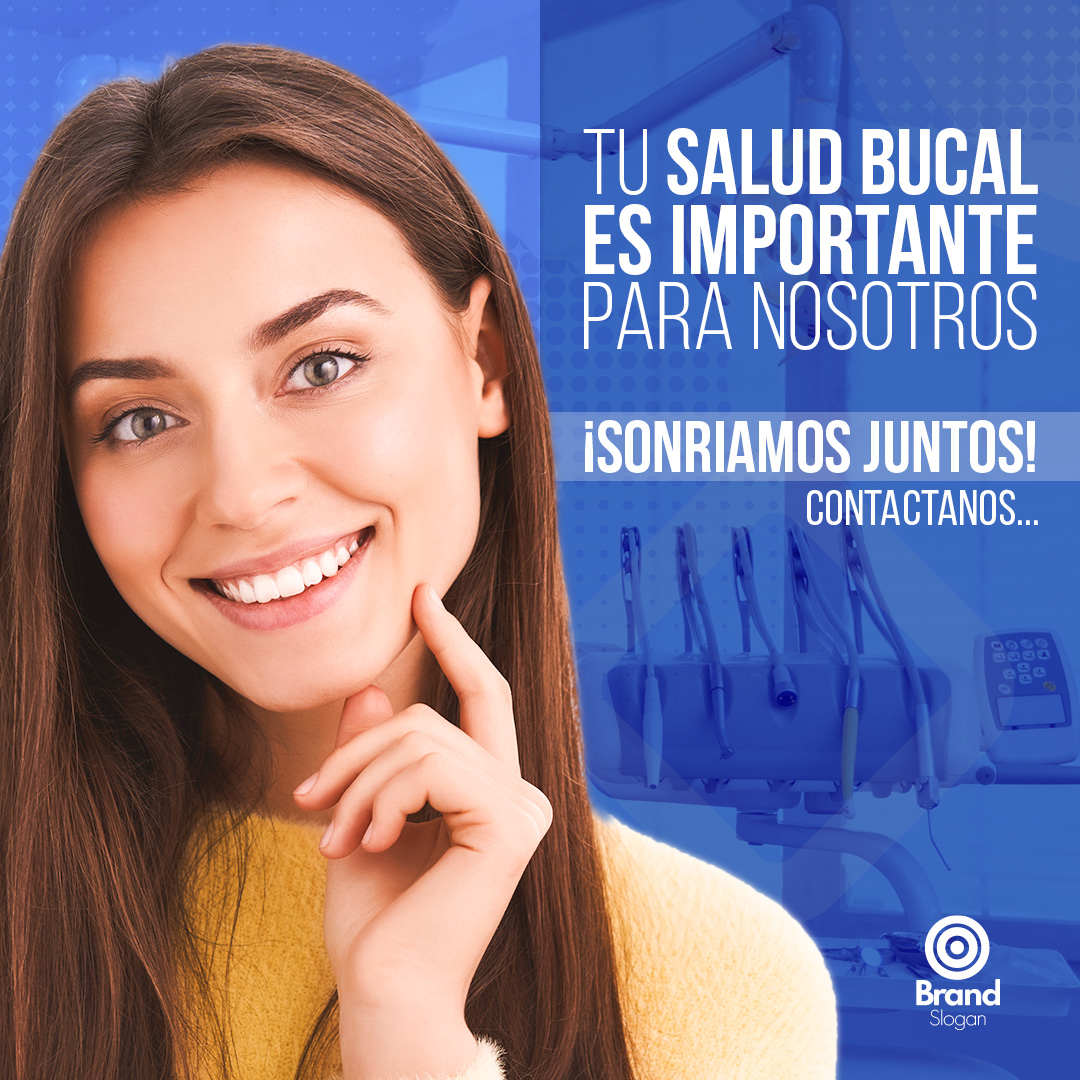 TU SALUD BUCAL
ES IMPORTANTE
PARA NOSOTROS
¡SONRIAMOS JUNTOS!
CONTACTANOS...
Brand
Slogan